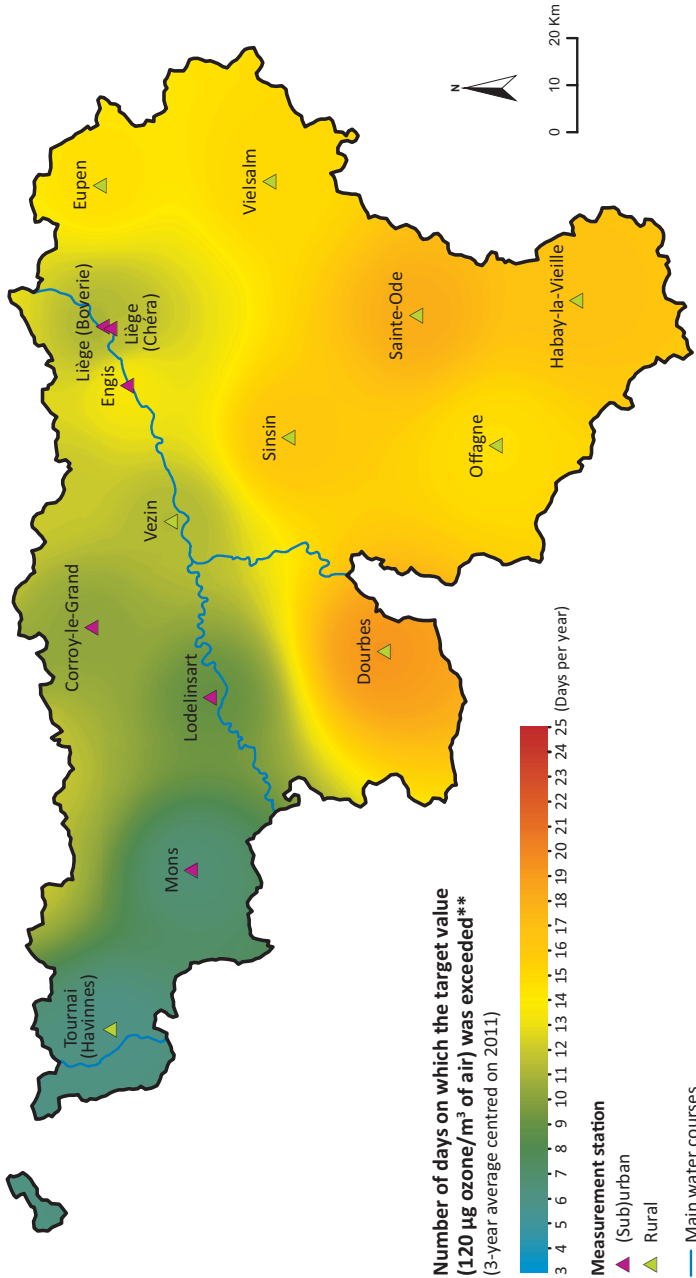 Eupen
Liège (Boverie)
Liège
(Chéra)
Engis
Vielsalm
Corroy-le-Grand
Vezin
Sinsin
Sainte-Ode
Habay-la-Vieille
Offagne
Lodelinsart
Dourbes
Mons
Tournai
(Havinnes)
N
0 10 20 Km
Number of days on which the target value
(120 µg ozone/m³ of air) was exceeded**
(3-year average centred on 2011)
3 4 5 6 7 8 9 10 11 12 13 14 15 16 17 18 19 20 21 22 23 24 25 (Days per year)
Measurement station
(Sub)urban
Rural
Main water courses